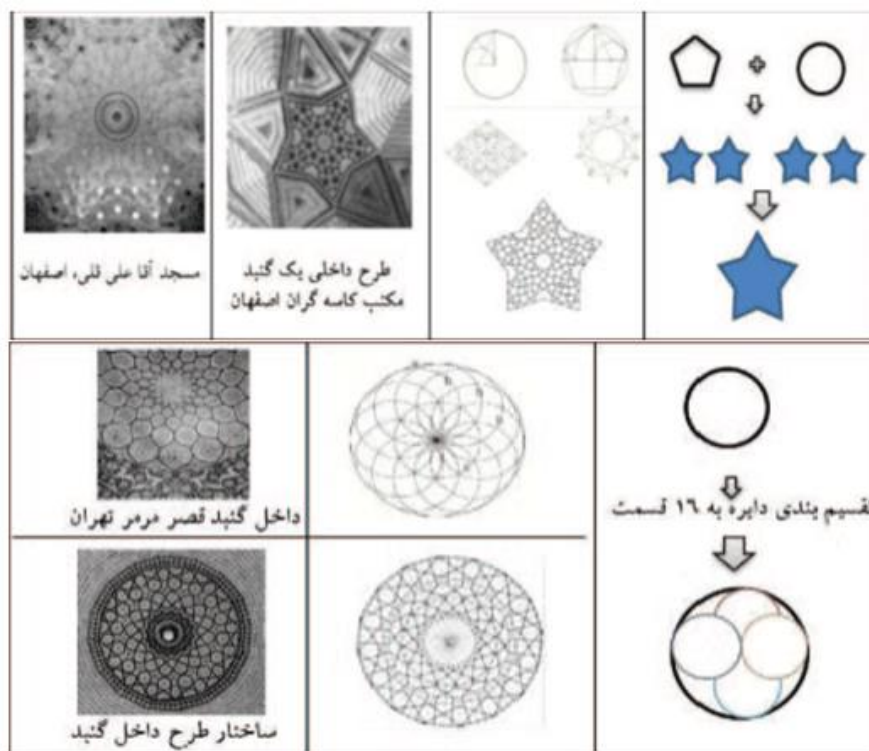 طرح داخلی یک گنبد
مکتب کاسه گران اصفهان
مسجد آقا علی قلی، اصفهان
تقسیم بندی دایره به ١٦ قسمت
داخل گنبد قصر مرمر تهران
ساختار طرح داخل گنبد